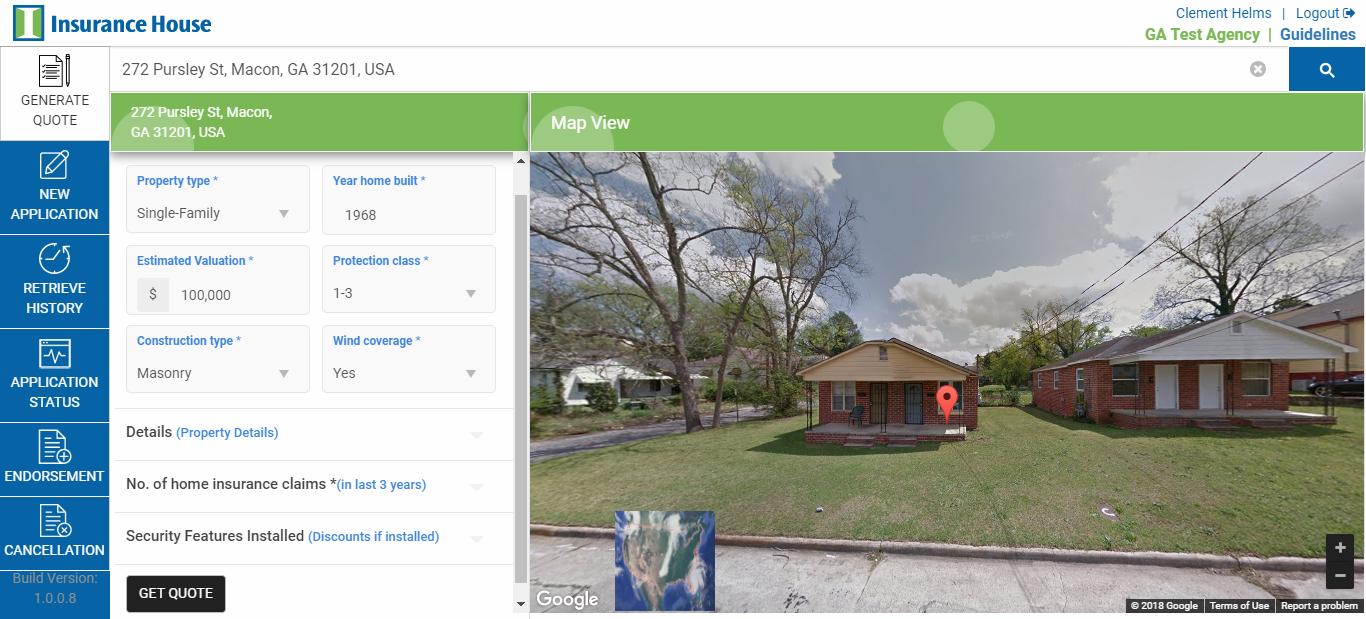 Insurance House
Clement Helms | Logout
GA Test Agency | Guidelines
GENERATE
QUOTE
272 Pursley St, Macon, GA 31201, USA
NEW
APPLICATION
RETRIEVE
HISTORY
APPLICATION
STATUS
ENDORSEMENT
CANCELLATION
Build Version:
1.0.0.8
272 Pursley St, Macon,
GA 31201, USA
Property type *
Single-Family
Year home built *
1968
Estimated Valuation *
$ 100,000
Protection class *
1-3
Construction type *
Masonry
Wind coverage *
Yes
Details (Property Details)
No. of home insurance claims *(in last 3 years)
Security Features Installed (Discounts if installed)
GET QUOTE
Map View
Google
© 2018 Google
Terms of Use
Report a problem